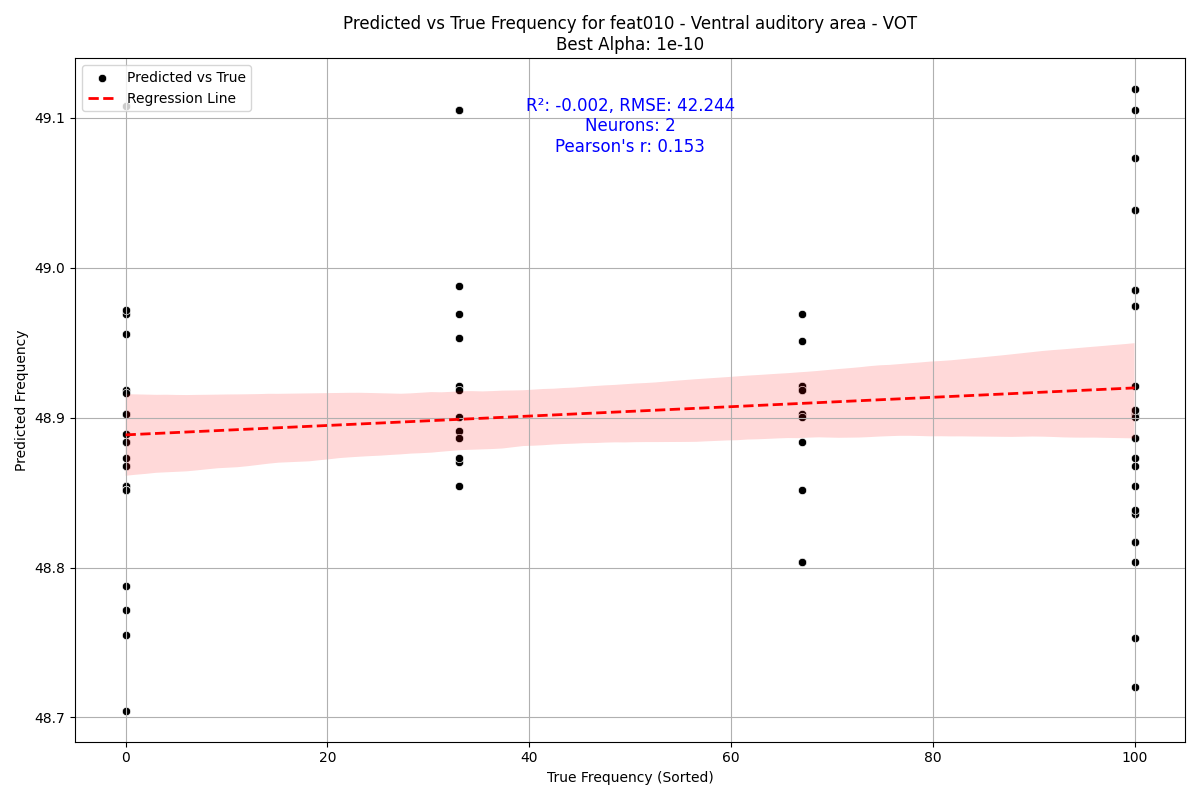 Predicted vs True Frequency for feat010 - Ventral auditory area - VOT
Best Alpha: 1e-10
Predicted vs True
Regression Line
R²: -0.002, RMSE: 42.244
Neurons: 2
Pearson's r: 0.153
49.1
49.0
48.9
48.8
48.7
Predicted Frequency
0
20
40
60
80
100
True Frequency (Sorted)